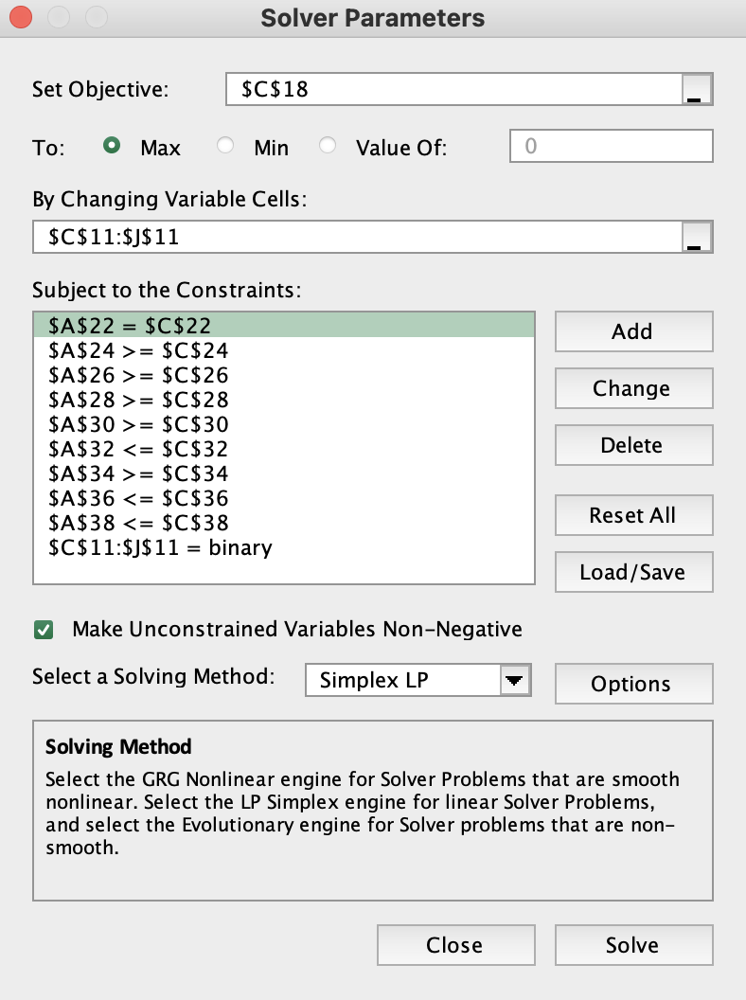 Solver Parameters
Set Objective: $C$18
To: Max Min Value Of: 0
By Changing Variable Cells:
$C$11:$J$11
Subject to the Constraints:
$A$22 = $C$22
$A$24 >= $C$24
$A$26 >= $C$26
$A$28 >= $C$28
$A$30 >= $C$30
$A$32 <= $C$32
$A$34 >= $C$34
$A$36 <= $C$36
$A$38 <= $C$38
$C$11:$J$11 = binary
Add
Change
Delete
Reset All
Load/Save
Make Unconstrained Variables Non-Negative
Select a Solving Method: Simplex LP Options
Solving Method
Select the GRG Nonlinear engine for Solver Problems that are smooth
nonlinear. Select the LP Simplex engine for linear Solver Problems,
and select the Evolutionary engine for Solver problems that are non-
smooth.
Close Solve